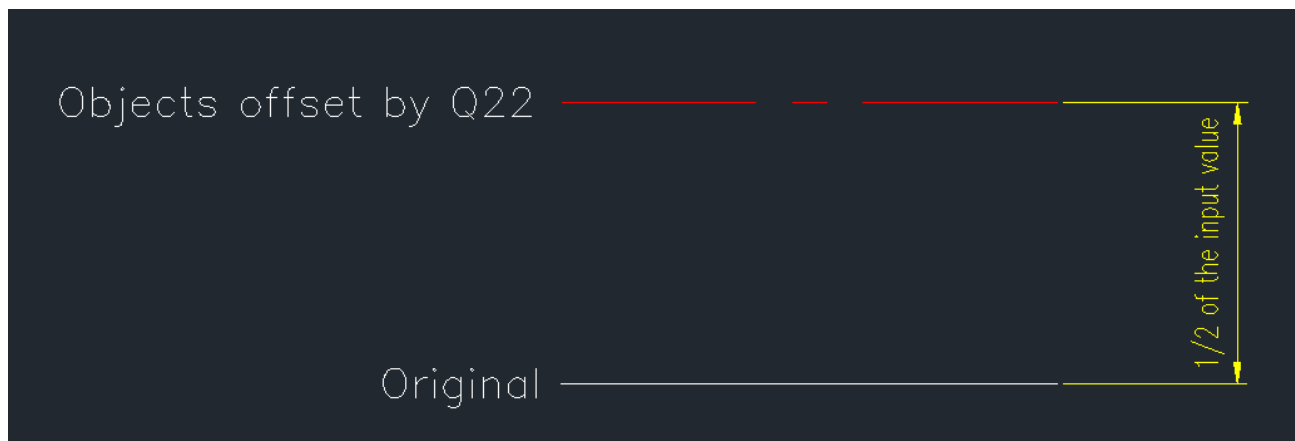 Objects offset by Q22
1/2 of the input value
Original